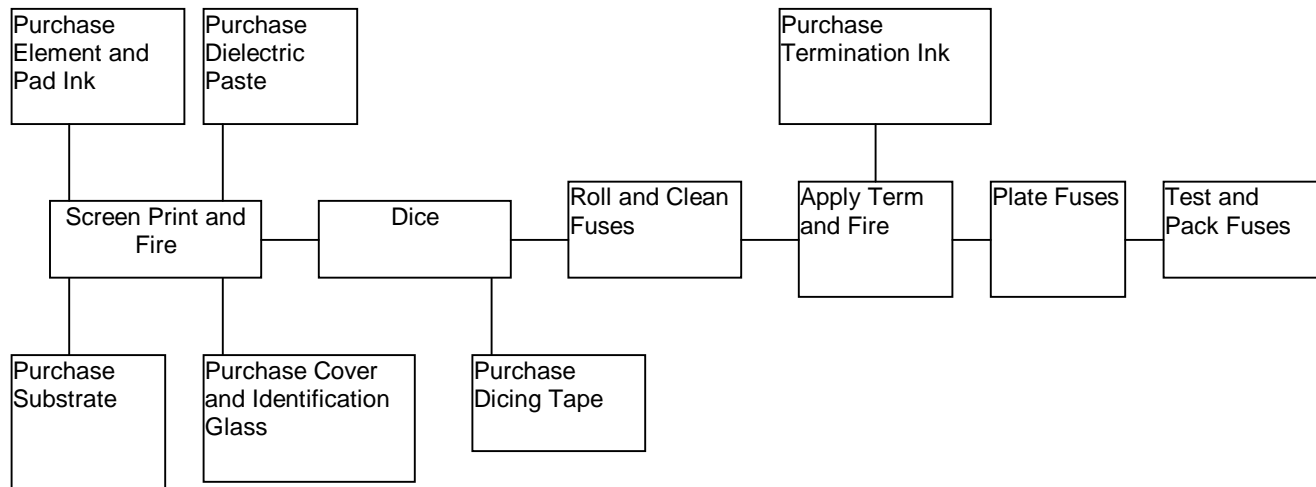 Purchase
Element and
Pad Ink
Purchase
Dielectric
Paste
Purchase
Termination Ink
Screen Print and
Fire
Dice
Roll and Clean
Fuses
Apply Term
and Fire
Plate Fuses
Test and
Pack Fuses
Purchase
Substrate
Purchase Cover
and Identification
Glass
Purchase
Dicing Tape